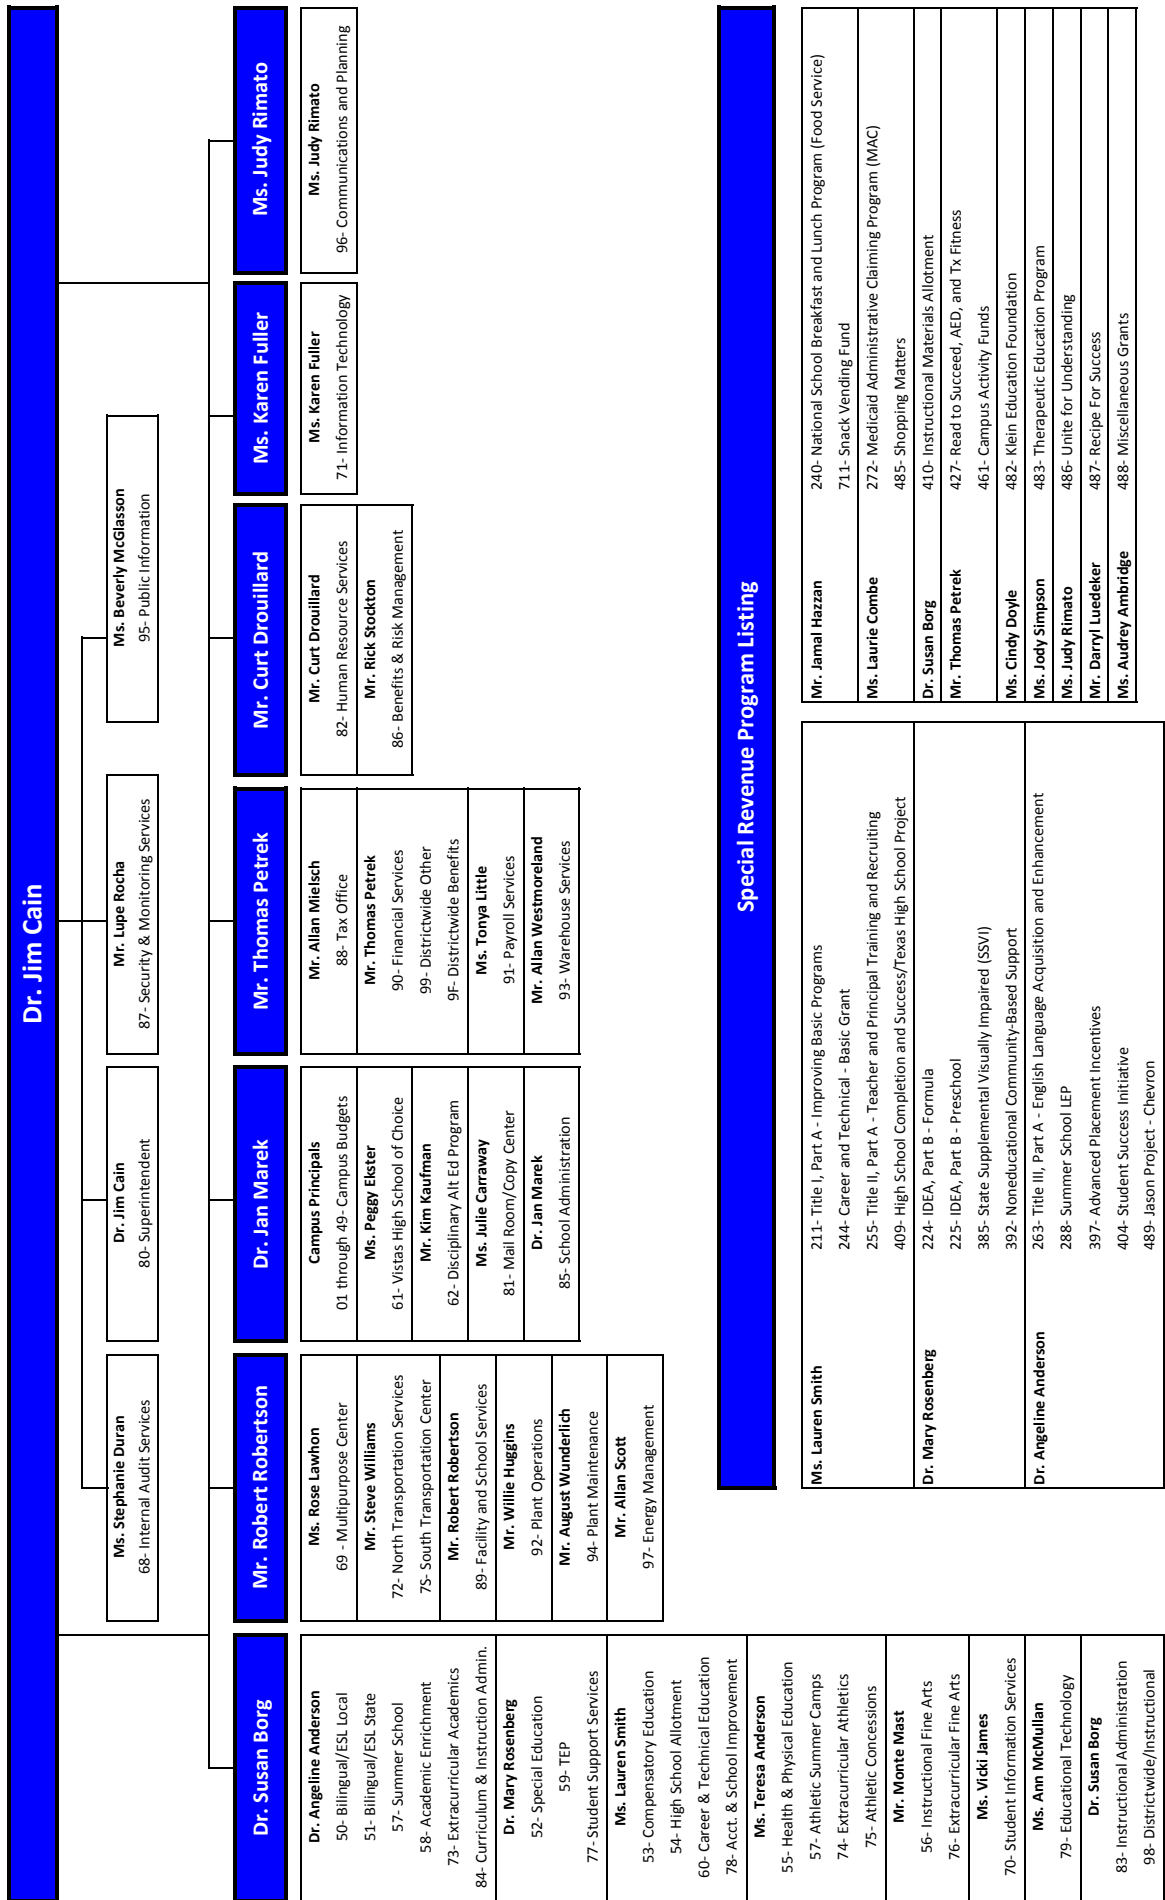 Dr. Jim Cain
Ms. Stephanie Duran
68- Internal Audit Services
Dr. Jim Cain
80- Superintendent
Mr. Lupe Rocha
87- Security & Monitoring Services
Ms. Beverly McGlasson
95- Public Information
Dr. Susan Borg
Dr. Angeline Anderson
50- Bilingual/ESL Local
51- Bilingual/ESL State
57- Summer School
58- Academic Enrichment
73- Extracurricular Academics
84- Curriculum & Instruction Admin.
Dr. Mary Rosenberg
52- Special Education
59- TEP
77- Student Support Services
Ms. Lauren Smith
53- Compensatory Education
54- High School Allotment
60- Career & Technical Education
78- Acct. & School Improvement
Ms. Teresa Anderson
55- Health & Physical Education
57- Athletic Summer Camps
74- Extracurricular Athletics
75- Athletic Concessions
Mr. Monte Mast
56- Instructional Fine Arts
76- Extracurricular Fine Arts
Ms. Vicki James
70- Student Information Services
Ms. Ann McMullan
79- Educational Technology
Dr. Susan Borg
83- Instructional Administration
98- Districtwide/Instructional
Mr. Robert Robertson
Ms. Rose Lawhon
69 - Multipurpose Center
Mr. Steve Williams
72- North Transportation Services
7S- South Transportation Center
Mr. Robert Robertson
89- Facility and School Services
Mr. Willie Huggins
92- Plant Operations
Mr. August Wunderlich
94- Plant Maintenance
Mr. Allan Scott
97- Energy Management
Dr. Jan Marek
Campus Principals
01 through 49- Campus Budgets
Ms. Peggy Ekster
61- Vistas High School of Choice
Mr. Kim Kaufman
62- Disciplinary Alt Ed Program
Ms. Julie Carraway
81- Mail Room/Copy Center
Dr. Jan Marek
85- School Administration
Mr. Thomas Petrek
Mr. Allan Mielsch
88- Tax Office
Mr. Thomas Petrek
90- Financial Services
99- Districtwide Other
9F- Districtwide Benefits
Ms. Tonya Little
91- Payroll Services
Mr. Allan Westmoreland
93- Warehouse Services
Mr. Curt Drouillard
Mr. Curt Drouillard
82- Human Resource Services
Mr. Rick Stockton
86- Benefits & Risk Management
Ms. Karen Fuller
Ms. Karen Fuller
71- Information Technology
Ms. Judy Rimato
Ms. Judy Rimato
96- Communications and Planning
Special Revenue Program Listing
Ms. Lauren Smith
211- Title I, Part A - Improving Basic Programs
244- Career and Technical - Basic Grant
255- Title II, Part A - Teacher and Principal Training and Recruiting
409- High School Completion and Success/Texas High School Project
Dr. Mary Rosenberg
224- IDEA, Part B - Formula
225- IDEA, Part B - Preschool
385- State Supplemental Visually Impaired (SSVI)
392- Noneducational Community-Based Support
Dr. Angeline Anderson
263- Title III, Part A - English Language Acquisition and Enhancement
288- Summer School LEP
397- Advanced Placement Incentives
404- Student Success Initiative
489- Jason Project - Chevron
Mr. Jamal Hazzan
240- National School Breakfast and Lunch Program (Food Service)
711- Snack Vending Fund
Ms. Laurie Combe
272- Medicaid Administrative Claiming Program (MAC)
485- Shopping Matters
Dr. Susan Borg
410- Instructional Materials Allotment
Mr. Thomas Petrek
427- Read to Succeed, AED, and Tx Fitness
461- Campus Activity Funds
Ms. Cindy Doyle
482- Klein Education Foundation
Ms. Jody Simpson
483- Therapeutic Education Program
Ms. Judy Rimato
486- Unite for Understanding
Mr. Darryl Luedeker
487- Recipe For Success
Ms. Audrey Ambridge
488- Miscellaneous Grants